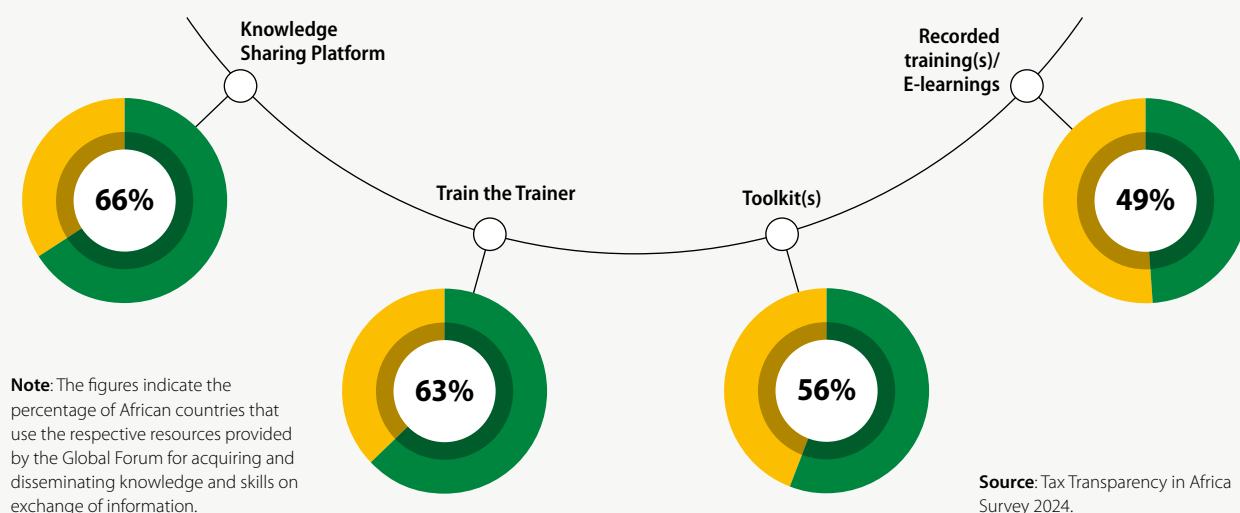 Knowledge
Sharing Platform
66%
Train the Trainer
63%
Toolkit(s)
56%
Recorded
training(s)/
E-learnings
49%
Note: The figures indicate the
percentage of African countries that
use the respective resources provided
by the Global Forum for acquiring and
disseminating knowledge and skills on
exchange of information.
Source: Tax Transparency in Africa
Survey 2024.